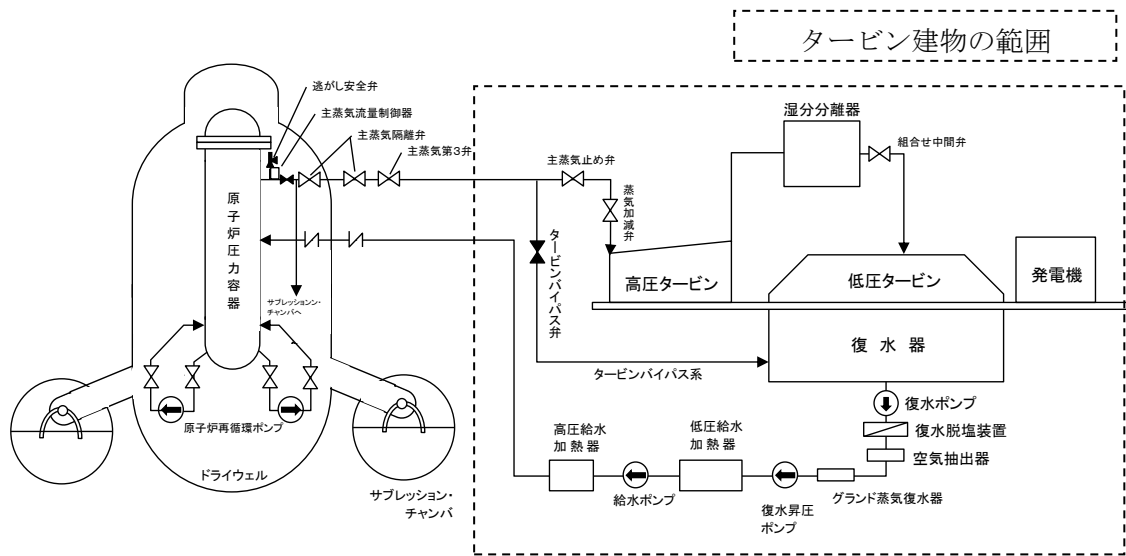 タービン建物の範囲
逃がし安全弁
主蒸気流量制御器
主蒸気隔離弁
主蒸気第3弁
原子炉圧力容器
サブレッションン・
チャンバへ
原子炉再循環ポンプ
ドライウェル
サブレッション・
チャンバ
主蒸気止め弁
蒸気加減弁
湿分分離器
組合せ中間弁
タービンバイパス弁
高圧タービン
低圧タービン
発電機
復水器
タービンバイパス系
復水ポンプ
復水脱塩装置
空気抽出器
グランド蒸気復水器
復水昇圧
ポンプ
低圧給水
加熱器
給水ポンプ
高圧給水
加熱器